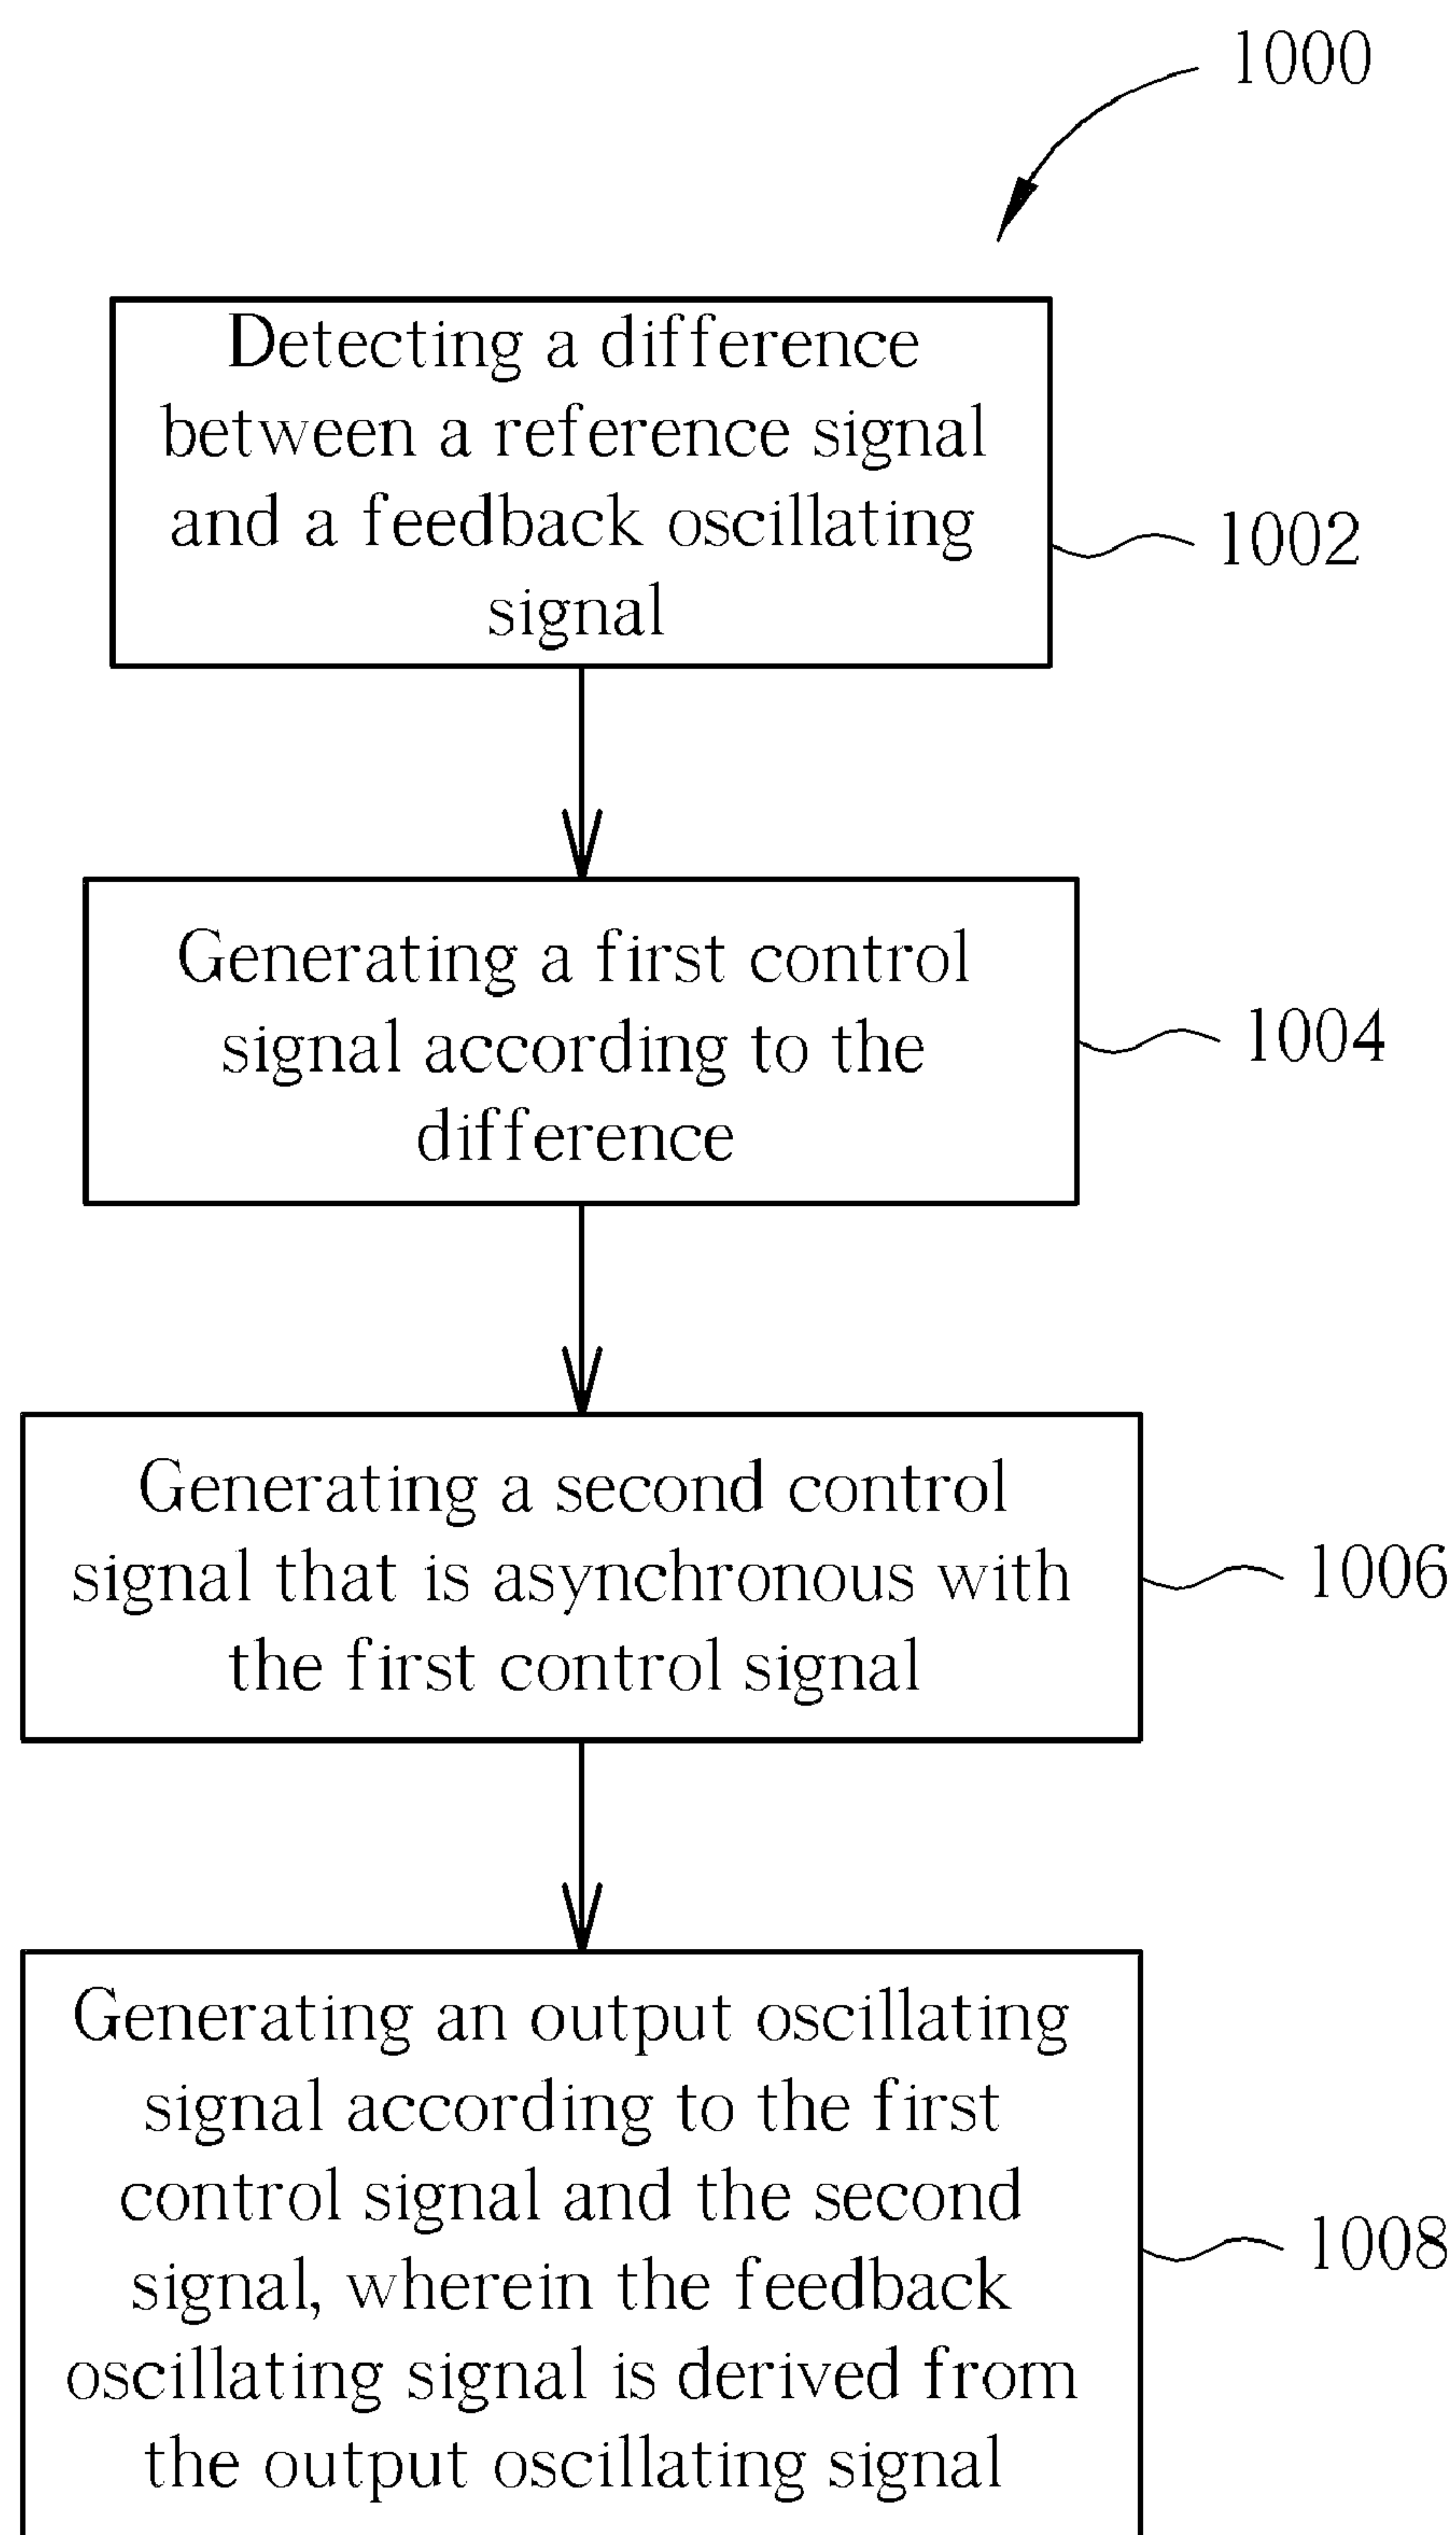 1000
Detecting a difference
between a reference signal
and a feedback oscillating
signal
1002
Generating a first control
signal according to the
difference
1004
Generating a second control
signal that is asynchronous with
the first control signal
1006
Generating an output oscillating
signal according to the first
control signal and the second
signal, wherein the feedback
oscillating signal is derived from
the output oscillating signal
1008